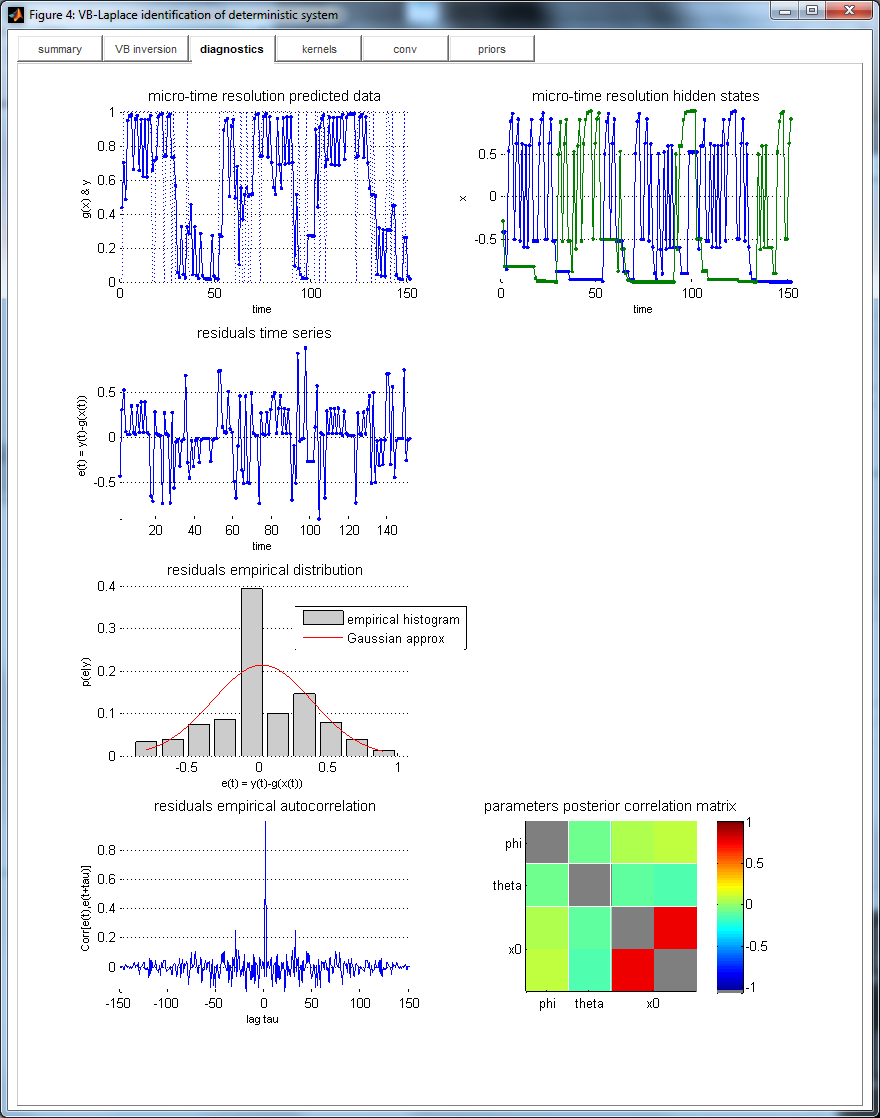 Figure 4: VB-Laplace identification of deterministic system
summary VB inversion diagnostics kernels conv priors
micro-time resolution predicted data
g(x) & y
1
0.8
0.6
0.4
0.2
0
0 50 100 150
time
micro-time resolution hidden states
x
0.5
0
-0.5
0 50 100 150
time
residuals time series
e(t) = y(t)-g(x(t))
0.5
0
-0.5
20 40 60 80 100 120 140
time
residuals empirical distribution
p(e|y)
0.4
0.3
0.2
0.1
0
empirical histogram
Gaussian approx
-0.5 0 0.5 1
e(t) = y(t)-g(x(t))
residuals empirical autocorrelation
Corr[e(t),e(t+tau)]
0.8
0.6
0.4
0.2
0
-150 -100 -50 0 50 100 150
lag tau
parameters posterior correlation matrix
phi
theta
x0
phi theta x0
1
0.5
0
-0.5
-1